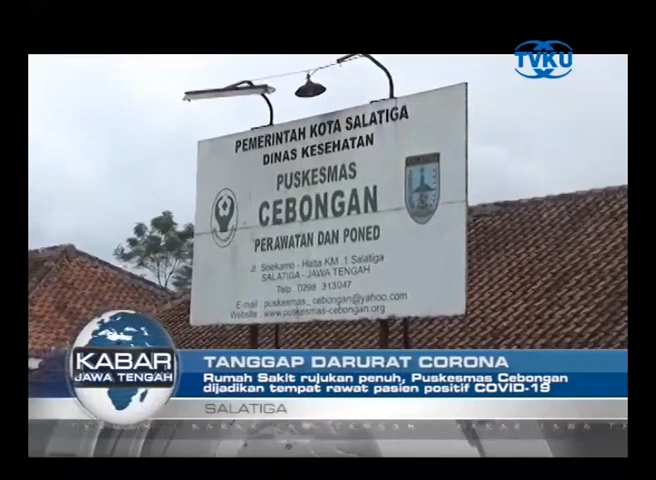 TVKU
PEMERINTAH KOTA SALATIGA
DINAS KESEHATAN
PUSKESMAS
CEBONGAN
PERAWATAN DAN PONED
Jl. Soekarno - Hatta KM. 1 Salatiga
SALATIGA - JAWA TENGAH
Telp. 0298 313047
E-mail : puskesmas_cebongan@yahoo.com
Website : www.puskesmas-cebongan.org
KABAR
JAWA TENGAH
TANGGAP DARURAT CORONA
Rumah Sakit rujukan penuh, Puskesmas Cebongan
dijadikan tempat rawat pasien positif COVID-19
SALATIGA